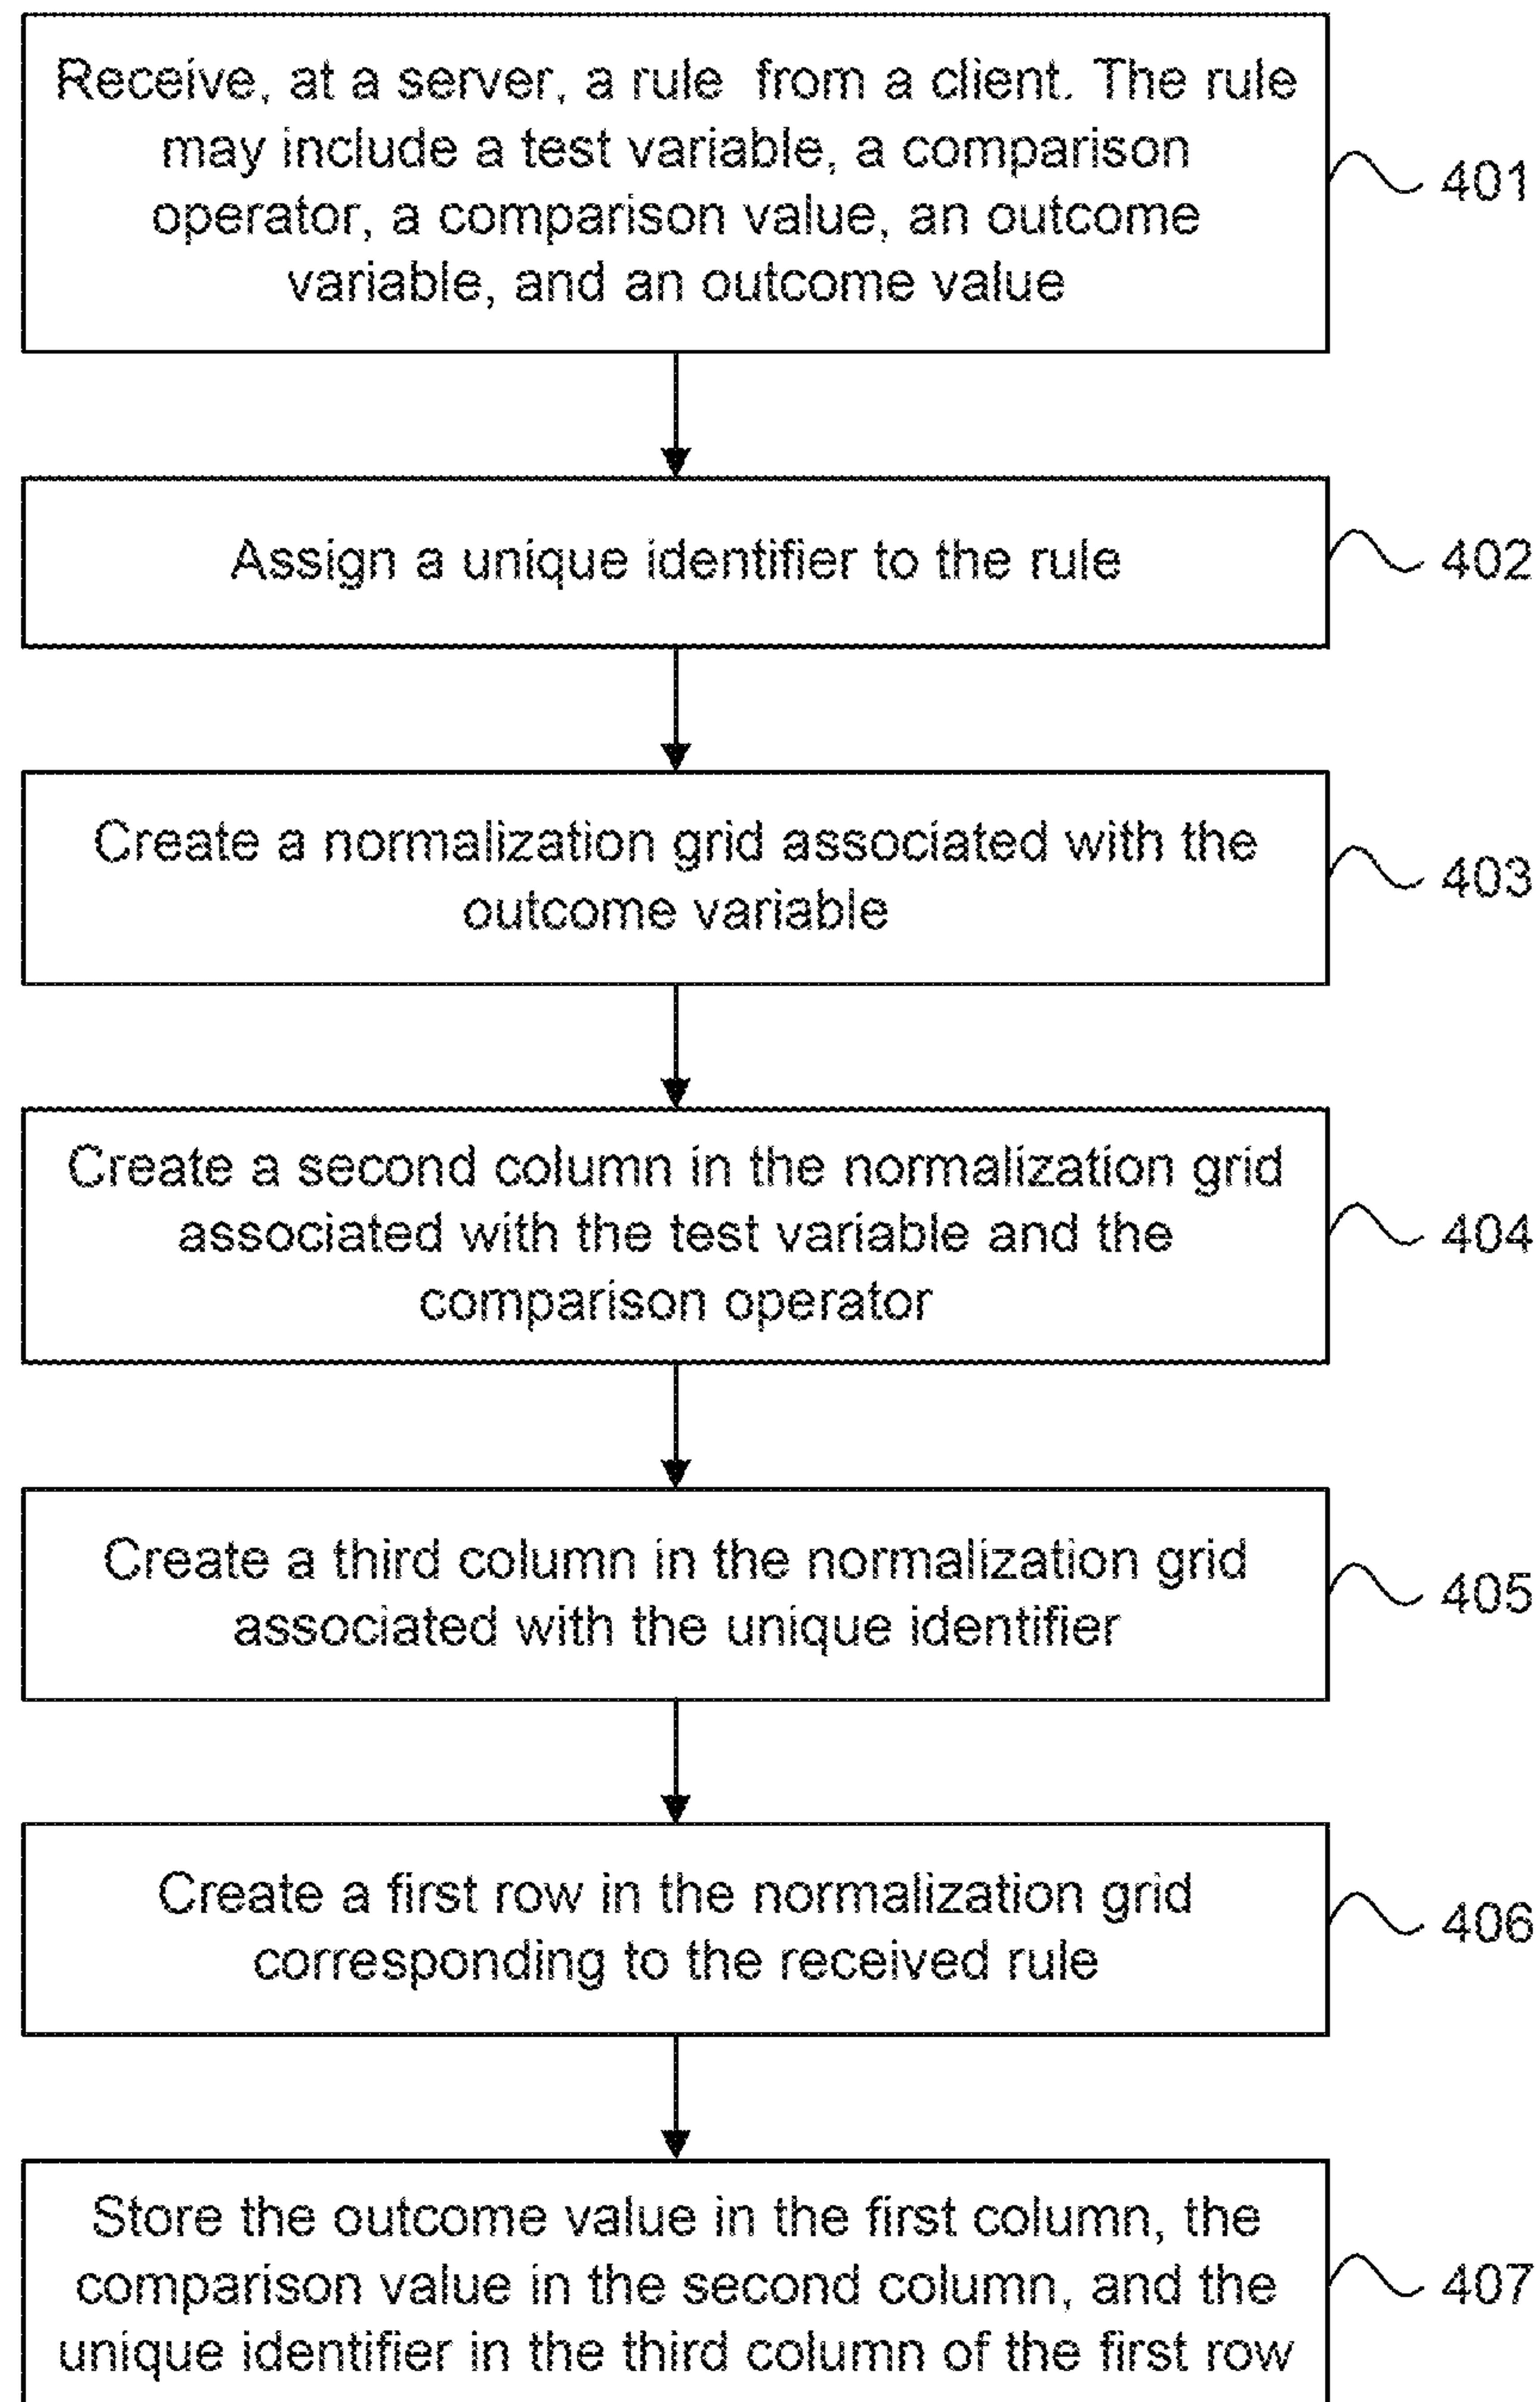 Receive, at a server, a rule from a client. The rule
may include a test variable, a comparison
operator, a comparison value, an outcome
variable, and an outcome value
401
Assign a unique identifier to the rule
402
Create a normalization grid associated with the
outcome variable
403
Create a second column in the normalization grid
associated with the test variable and the
comparison operator
404
Create a third column in the normalization grid
associated with the unique identifier
405
Create a first row in the normalization grid
corresponding to the received rule
406
Store the outcome value in the first column, the
comparison value in the second column, and the
unique identifier in the third column of the first row
407